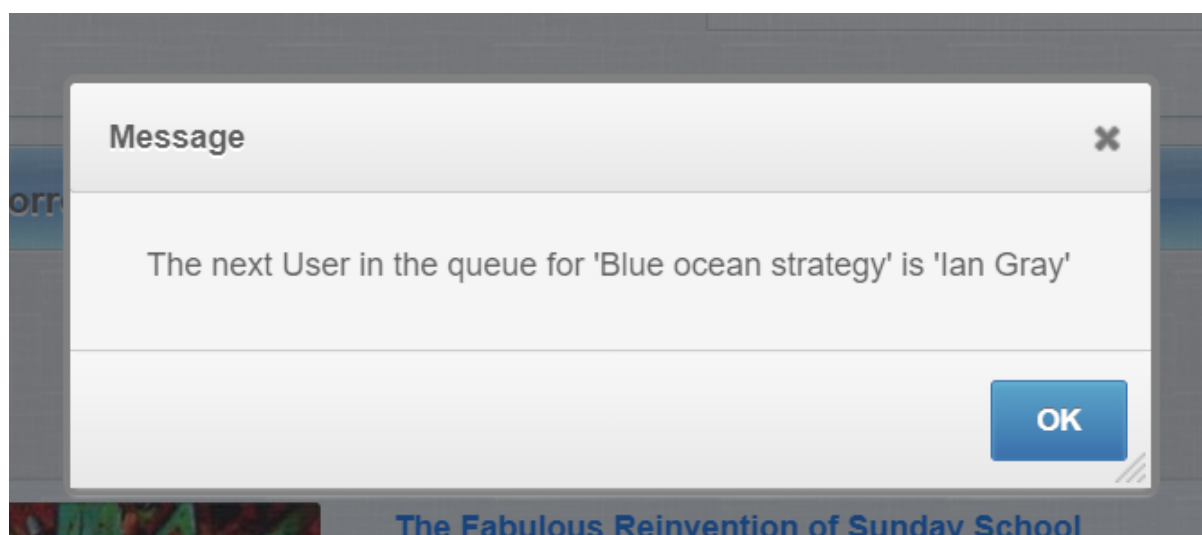 Message
orr
The next User in the queue for 'Blue ocean strategy' is 'Ian Gray'
OK
The Fabulous Reinvention of Sunday School